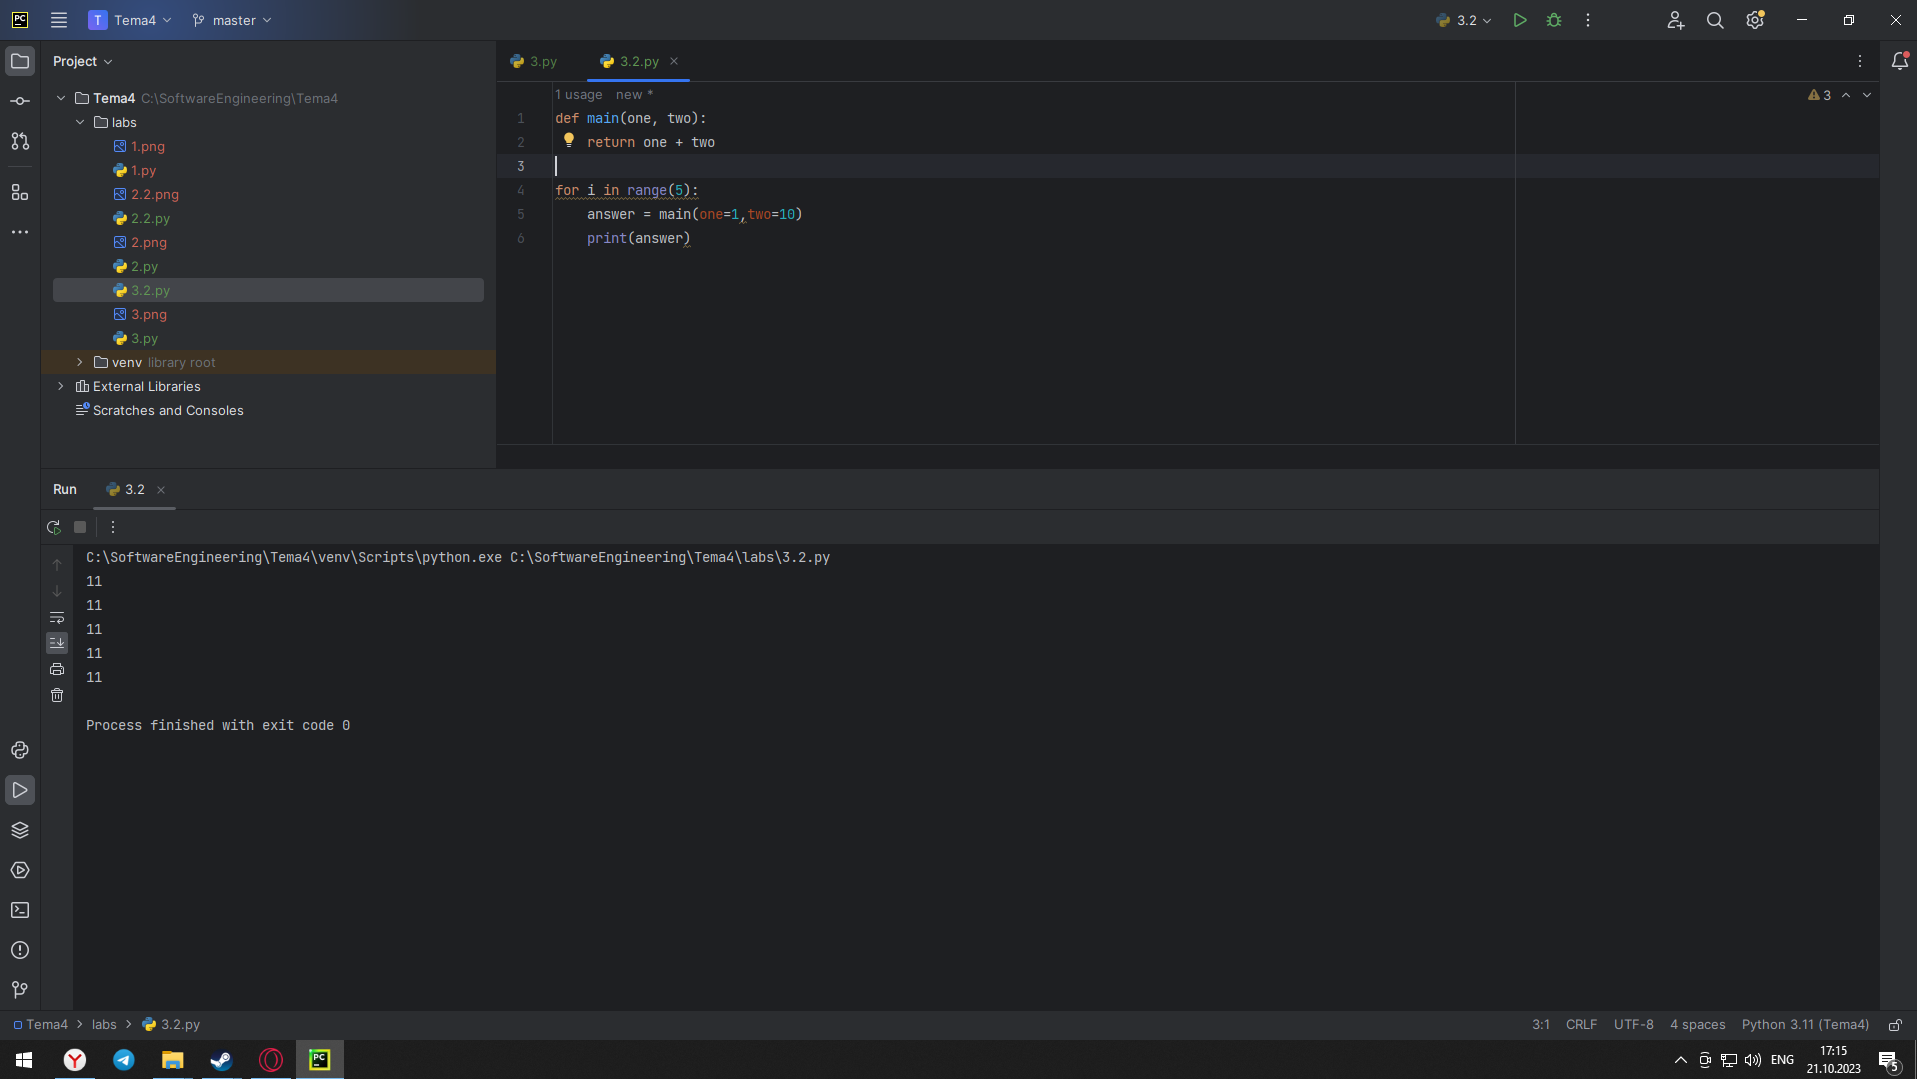 PC
T Tema4
master
3.2
Project
3.py
3.2.py
Tema4 C:\SoftwareEngineering\Tema4
labs
1.png
1.py
2.2.png
2.2.py
2.png
2.py
3.2.py
3.png
3.py
venv library root
External Libraries
Scratches and Consoles
1 usage new *
3
1 def main(one, two):
2 return one + two
3
4 for i in range(5):
5 answer = main(one=1,two=10)
6 print(answer)
Run
3.2
C:\SoftwareEngineering\Tema4\venv\Scripts\python.exe C:\SoftwareEngineering\Tema4\labs\3.2.py
11
11
11
11
11
Process finished with exit code 0
Tema4 > labs > 3.2.py
3:1 CRLF UTF-8 4 spaces Python 3.11 (Tema4)
Y
PC
ENG
17:15
21.10.2023
5